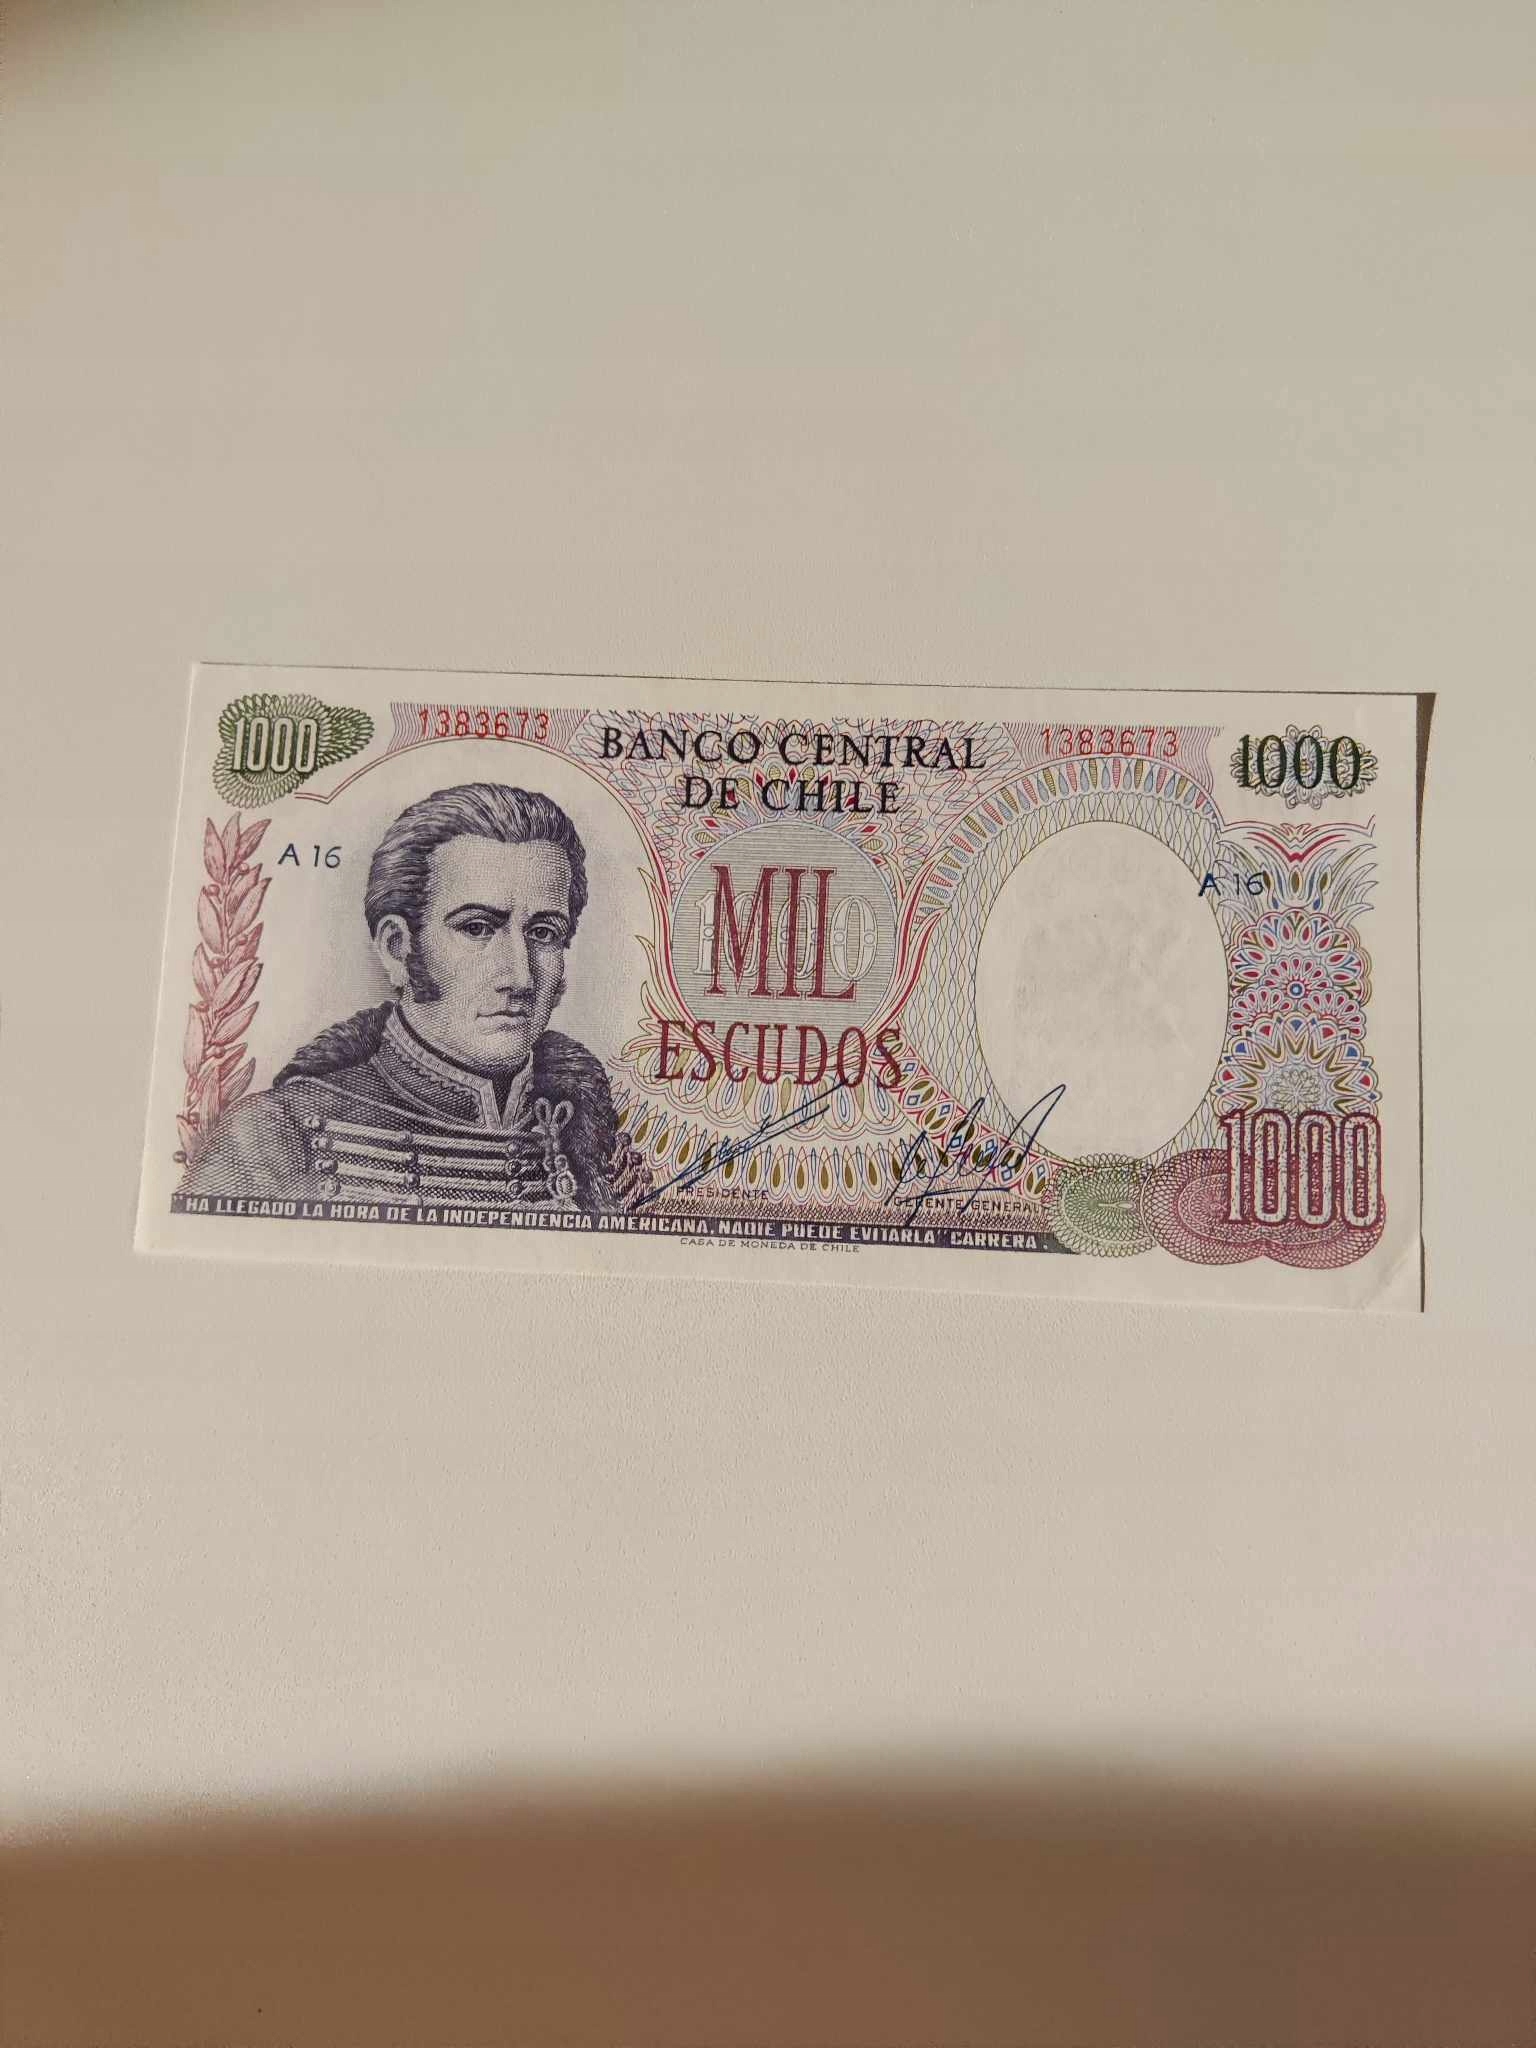 1000
1383673
BANCO CENTRAL
DE CHILE
1383673
1000
A 16
A 16
1000
MIL
ESCUDOS
PRESIDENTE
GERENTE GENERAL
1000
"HA LLEGADO LA HORA DE LA INDEPENDENCIA AMERICANA, NADIE PUEDE EVITARLA" CARRERA.
CASA DE MONEDA DE CHILE